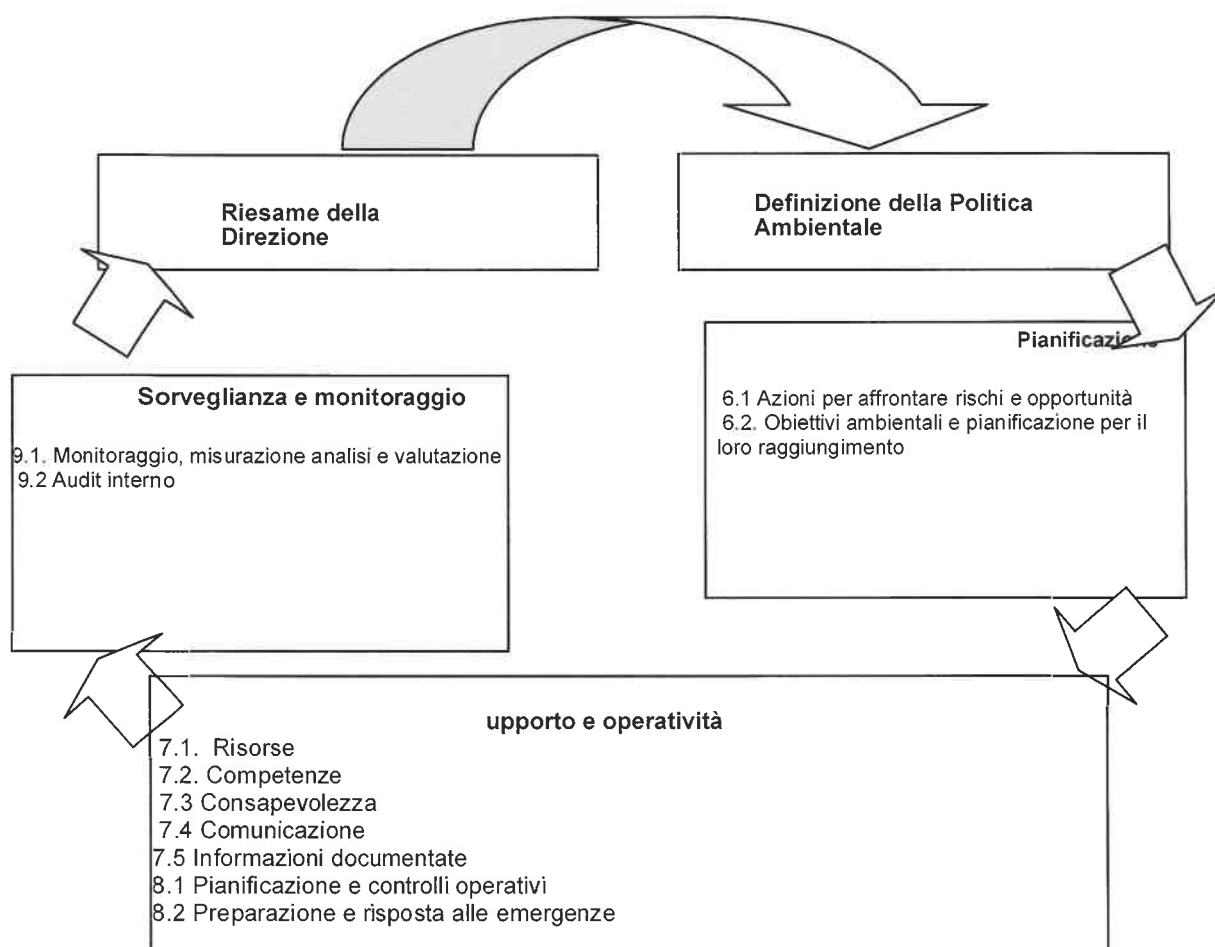 Riesame della
Direzione
Definizione della Politica
Ambientale
Pianificazione
6.1 Azioni per affrontare rischi e opportunità
6.2. Obiettivi ambientali e pianificazione per il
loro raggiungimento
Sorveglianza e monitoraggio
9.1. Monitoraggio, misurazione analisi e valutazione
9.2 Audit interno
upporto e operatività
7.1. Risorse
7.2. Competenze
7.3 Consapevolezza
7.4 Comunicazione
7.5 Informazioni documentate
8.1 Pianificazione e controlli operativi
8.2 Preparazione e risposta alle emergenze